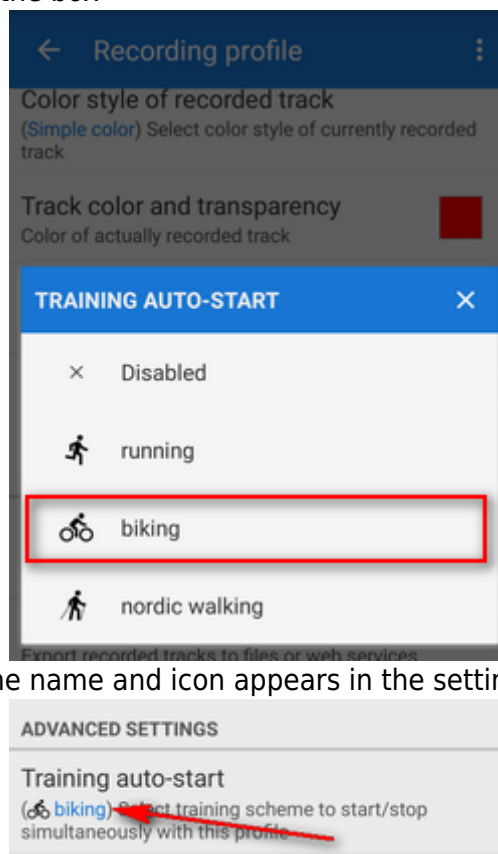 the box
Recording profile
Color style of recorded track
(Simple color) Select color style of currently recorded
track
Track color and transparency
Color of actually recorded track
TRAINING AUTO-START
Disabled
running
biking
nordic walking
Export recorded tracks to files or web services
name and icon appears in the
ADVANCED SETTINGS
Training auto-start
(biking) Select training scheme to start/stop
simultaneously with this profile